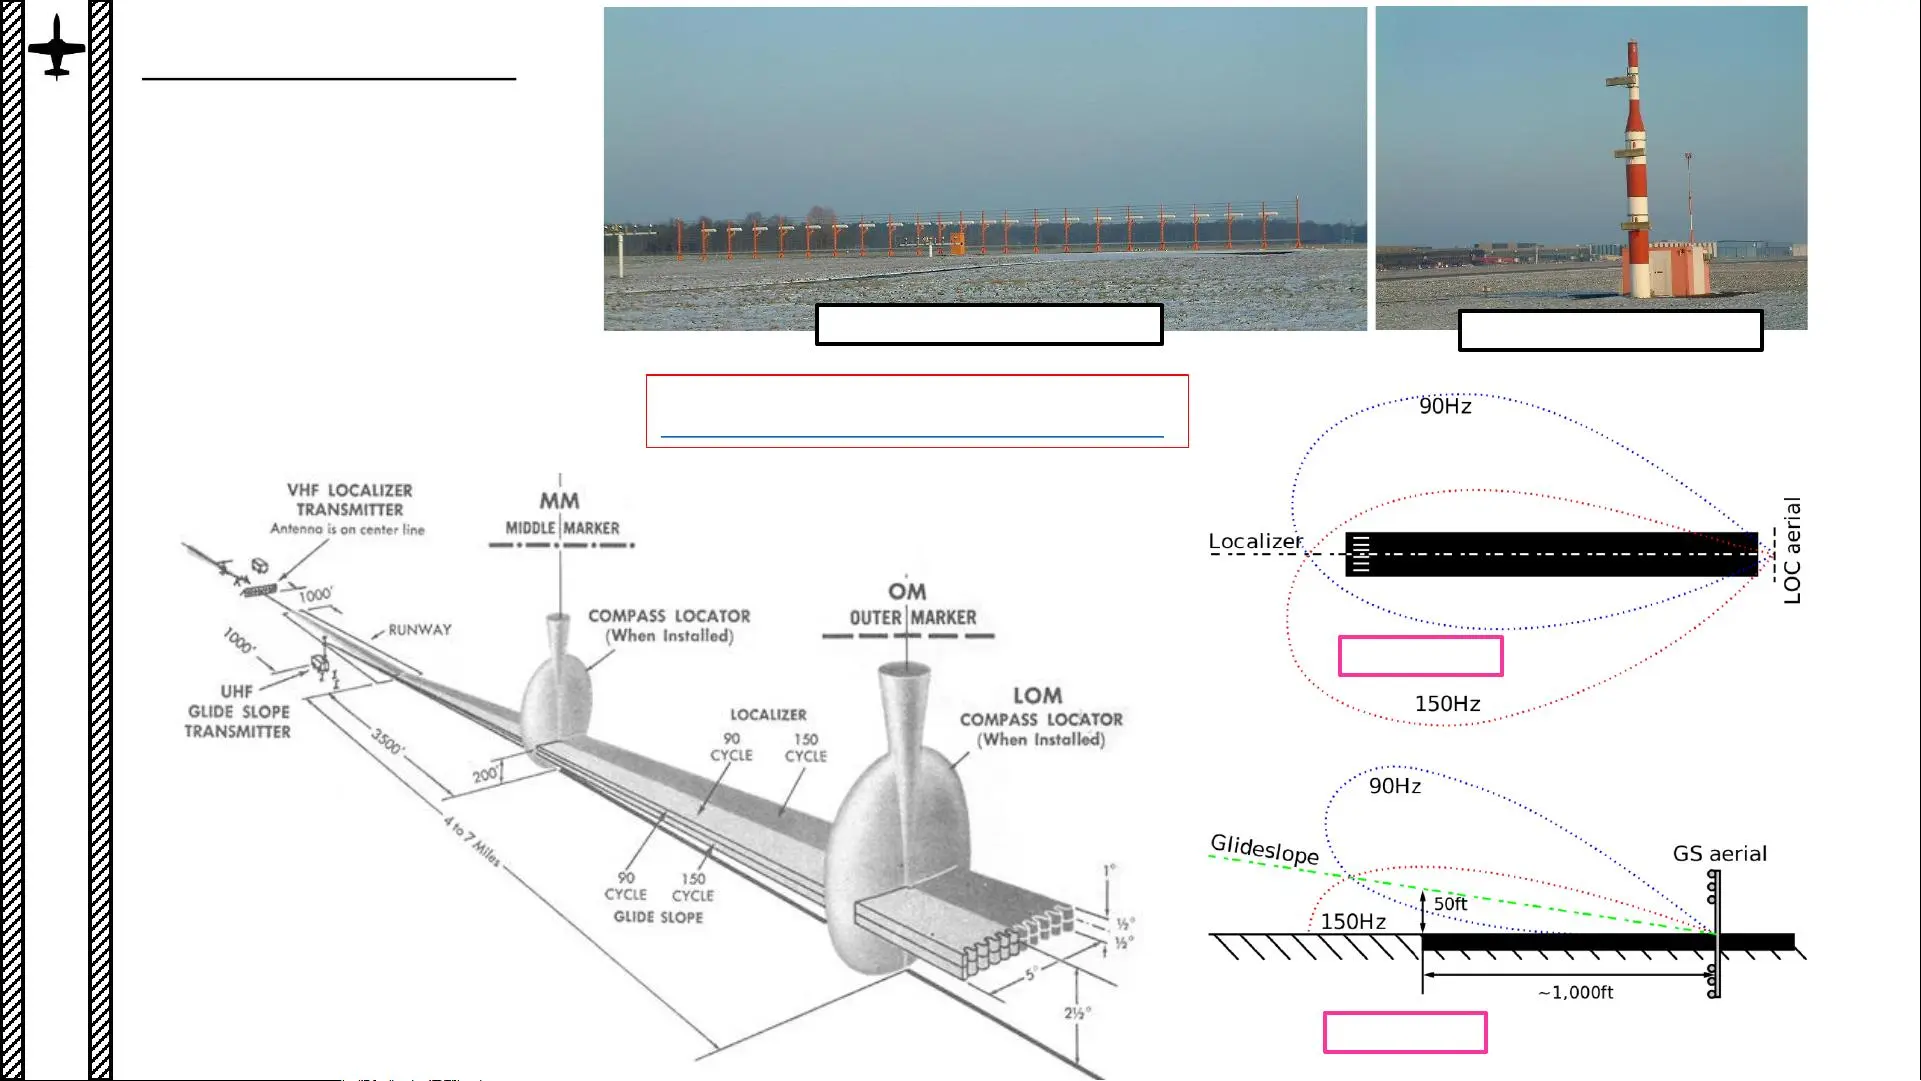 90Hz
Localizer
LOC aerial
150Hz
VHF LOCALIZER
TRANSMITTER
Antenna is on center line
MM
MIDDLE MARKER
1000'
COMPASS LOCATOR
(When Installed)
OM
OUTER MARKER
RUNWAY
1000'
UHF
GLIDE SLOPE
TRANSMITTER
LOM
COMPASS LOCATOR
(When Installed)
LOCALIZER
90
CYCLE
150
CYCLE
3500'
200'
4 to 7 Miles
90
CYCLE
150
CYCLE
GLIDE SLOPE
1°
½°
½°
5°
2½°
90Hz
Glideslope
GS aerial
50ft
150Hz
~1,000ft